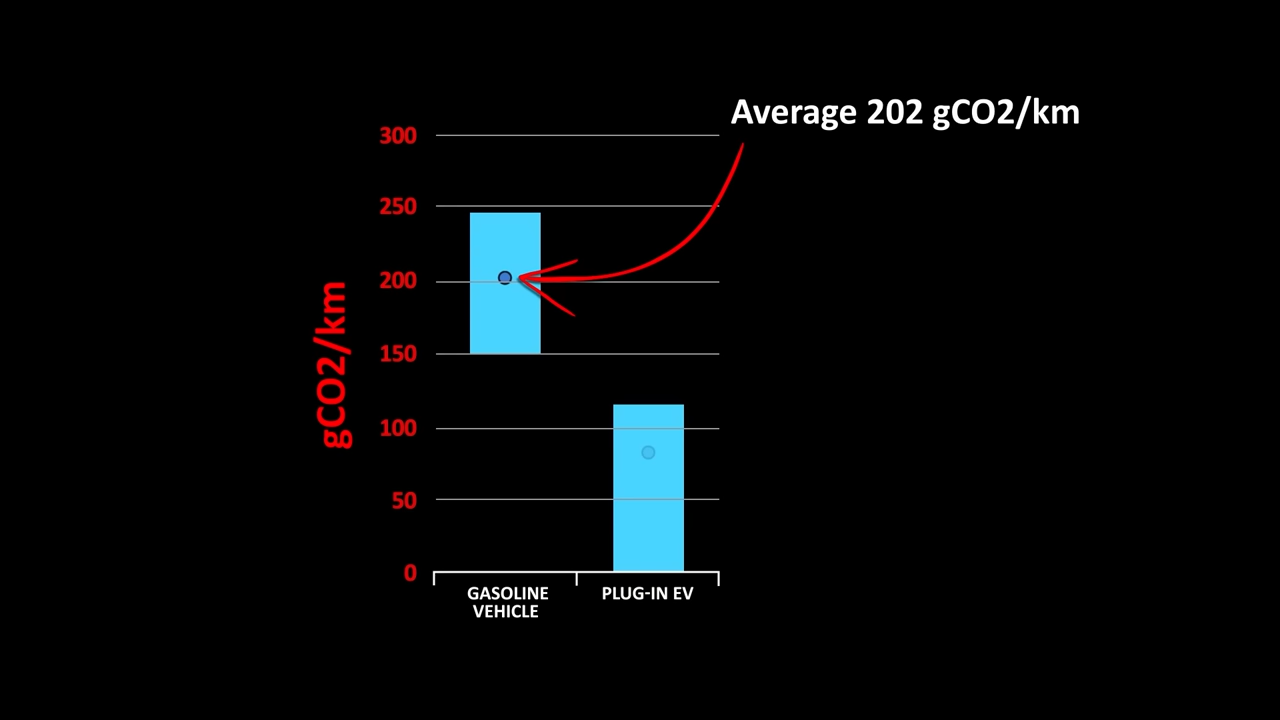 Average 202 gCO2/km
300
250
200
150
100
50
0
gCO2/km
GASOLINE
VEHICLE
PLUG-IN EV